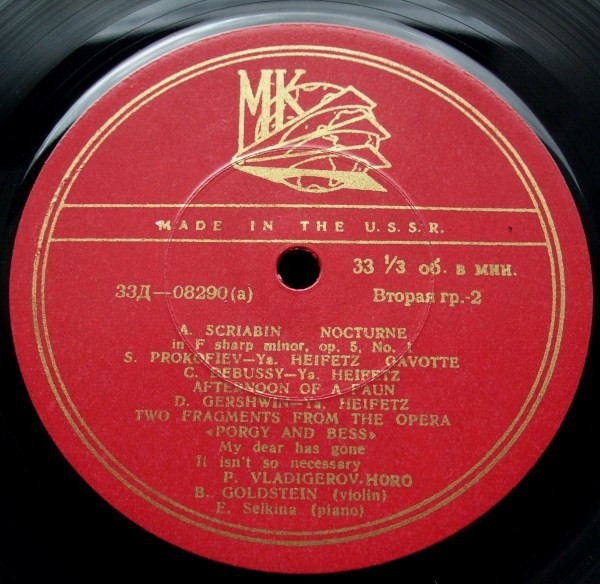 МК
MADE IN THE U.S.S.R.
33 1/3 об. в мин.
33Д—08290(а)
Вторая гр.-2
A. SCRIABIN NOCTURNE
in F sharp minor, op. 5, No. 1
S. PROKOFIEV—Ya. HEIFETZ GAVOTTE
C. DEBUSSY—Ya. HEIFETZ
AFTERNOON OF A FAUN
D. GERSHWIN—Ya. HEIFETZ
TWO FRAGMENTS FROM THE OPERA
«PORGY AND BESS»
My dear has gone
It isn't so necessary
P. VLADIGEROV. HORO
B. GOLDSTEIN (violin)
E. Seikina (piano)